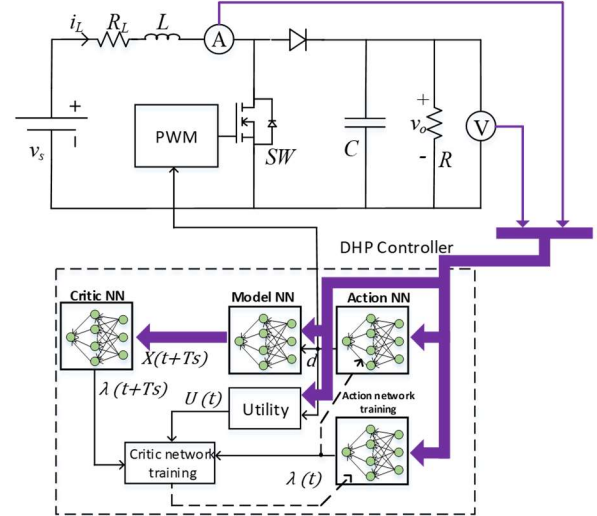 i_L
R_L
L
A
+
-
v_s
PWM
SW
C
+
v_o
-
R
V
DHP Controller
Critic NN
Model NN
Action NN
X(t+Ts)
d
λ(t+Ts)
U(t)
Utility
Action network
training
Critic network
training
λ(t)